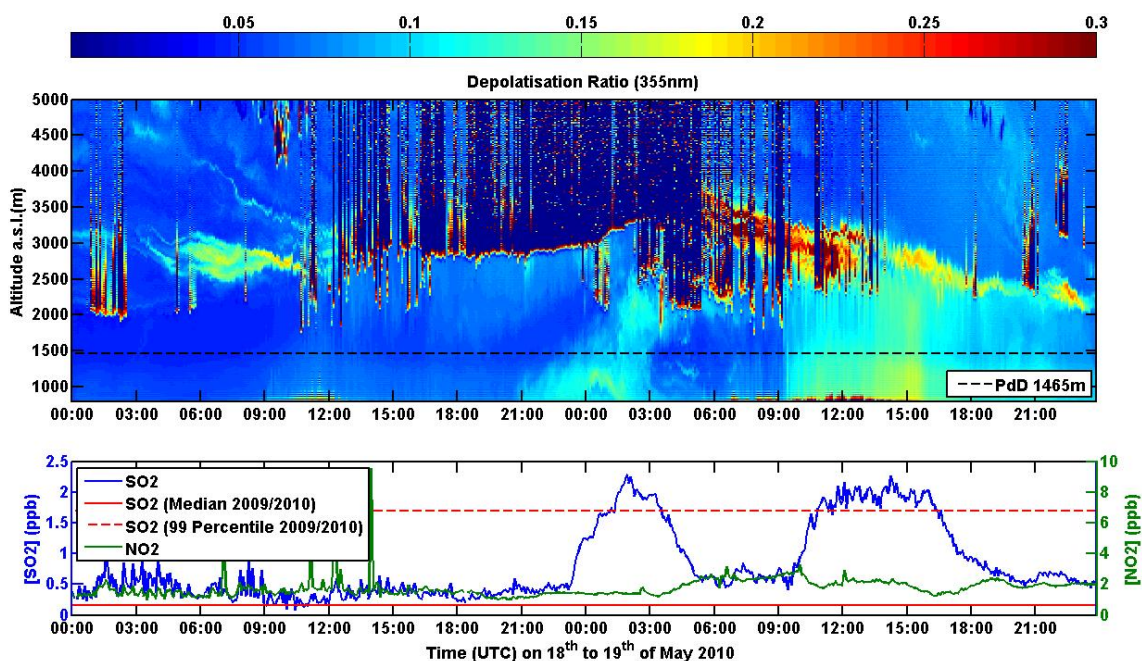 0.05 0.1 0.15 0.2 0.25 0.3
Depolatisation Ratio (355nm)
Altitude a.s.l.(m)
5000
4500
4000
3500
3000
2500
2000
1500
1000
PdD 1465m
00:00 03:00 06:00 09:00 12:00 15:00 18:00 21:00 00:00 03:00 06:00 09:00 12:00 15:00 18:00 21:00
[SO2] (ppb)
2.5
2
1.5
1
0.5
0
SO2
SO2 (Median 2009/2010)
SO2 (99 Percentile 2009/2010)
NO2
10
8
6
4
2
0
[NO2] (ppb)
00:00 03:00 06:00 09:00 12:00 15:00 18:00 21:00 00:00 03:00 06:00 09:00 12:00 15:00 18:00 21:00
Time (UTC) on 18th to 19th of May 2010